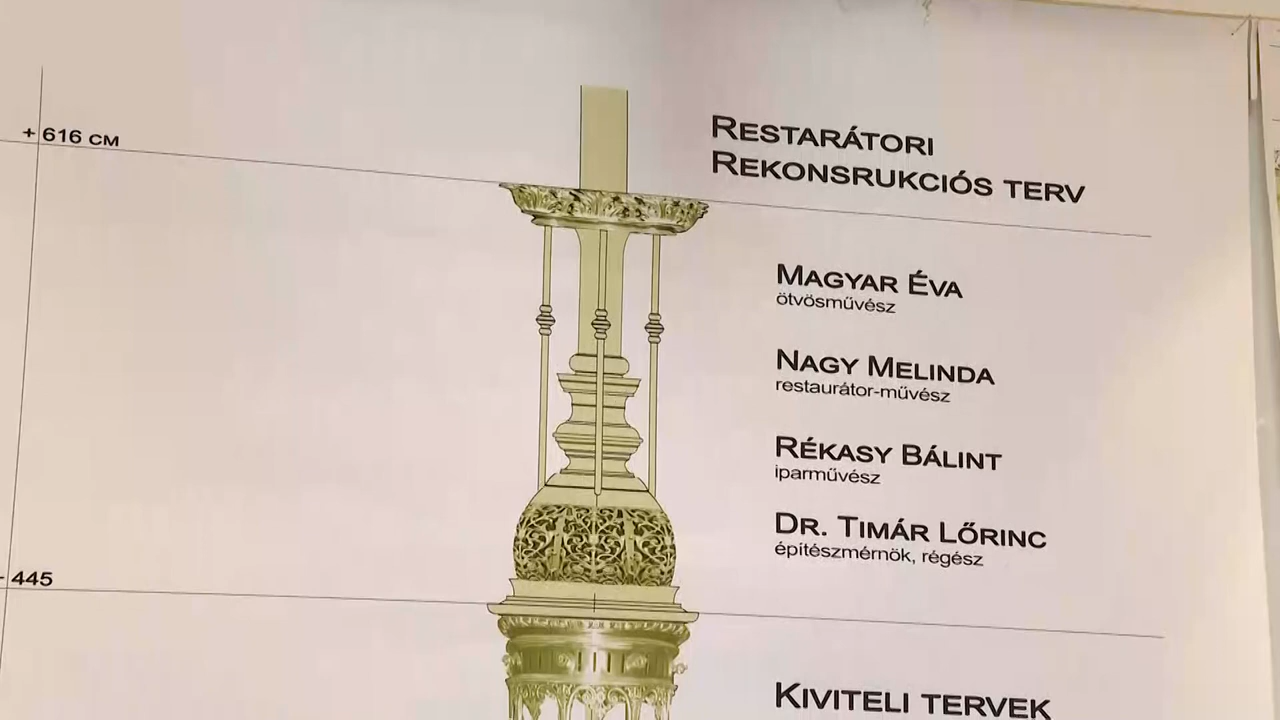 + 616 CM
RESTARÁTORI
REKONSRUKCIÓS TERV
MAGYAR ÉVA
ötvösművész
NAGY MELINDA
restaurátor-művész
RÉKASY BÁLINT
iparművész
DR. TIMÁR LŐRINC
építészmérnök, régész
445
KIVITELI TERVEK